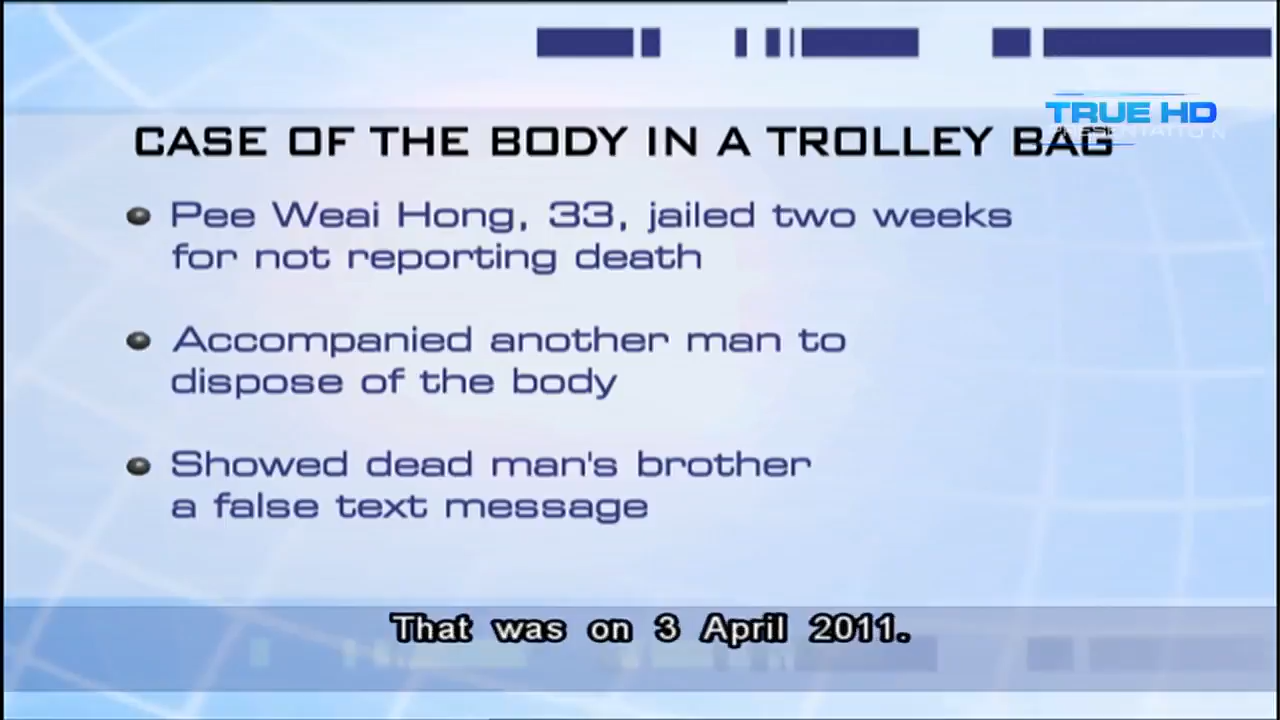 TRUE HD
PRESENTATION
CASE OF THE BODY IN A TROLLEY BAG
Pee Weai Hong, 33, jailed two weeks
for not reporting death
Accompanied another man to
dispose of the body
Showed dead man's brother
a false text message
That was on 3 April 2011.